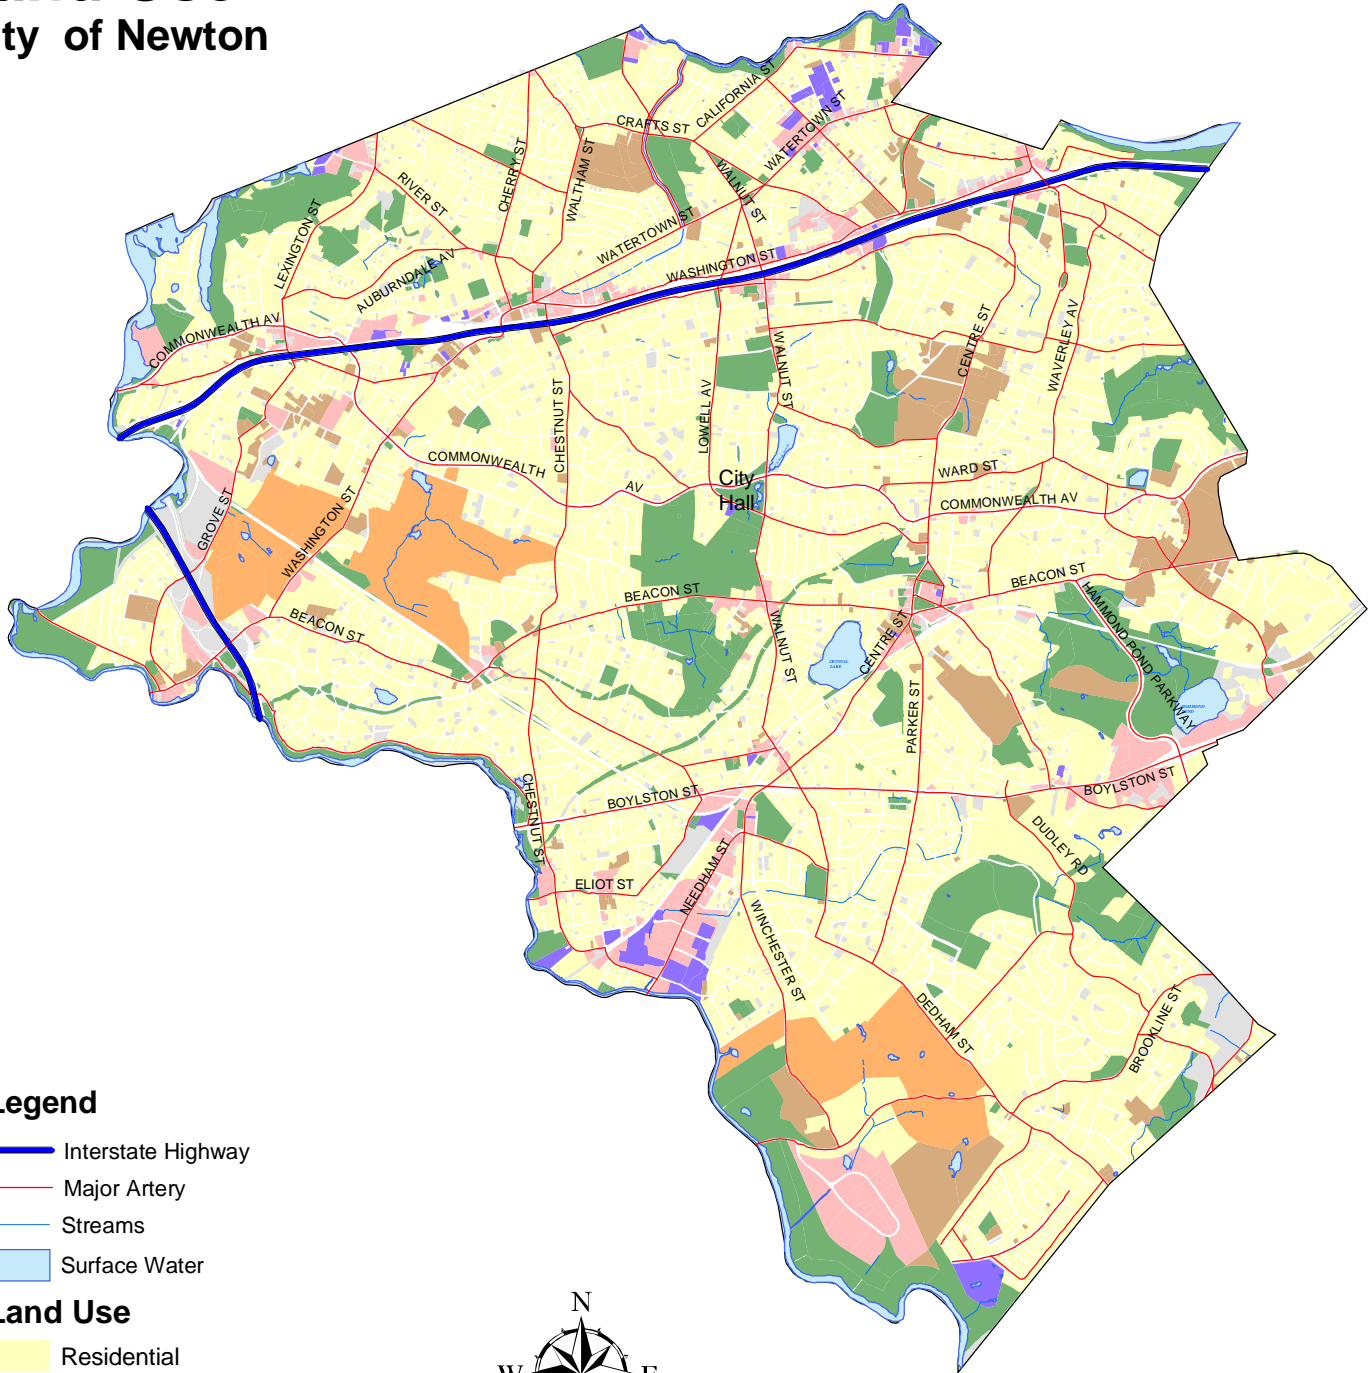 ty of Newton
CALIFORNIA ST
CRAFTS ST
WATERTOWN ST
CHERRY ST
WALTHAM ST
WALNUT ST
RIVER ST
LEXINGTON ST
WATERTOWN ST
AUBURNDALE AV
WASHINGTON ST
COMMONWEALTH AV
CENTRE ST
WAVERLEY AV
WALNUT ST
LOWELL AV
CHESTNUT ST
COMMONWEALTH
AV
City
Hall
WARD ST
COMMONWEALTH AV
GROVE ST
WASHINGTON ST
BEACON ST
BEACON ST
BEACON ST
HAMMOND POND PARKWAY
WALNUT ST
CENTRE ST
CRYSTAL
LAKE
PARKER ST
HAMMOND
POND
CHESTNUT ST
BOYLSTON ST
BOYLSTON ST
DUDLEY RD
NEEDHAM ST
ELIOT ST
WINCHESTER ST
DEDHAM ST
BROOKLINE ST
Legend
Interstate Highway
Major Artery
Streams
Surface Water
Land Use
Residential
N
W
E